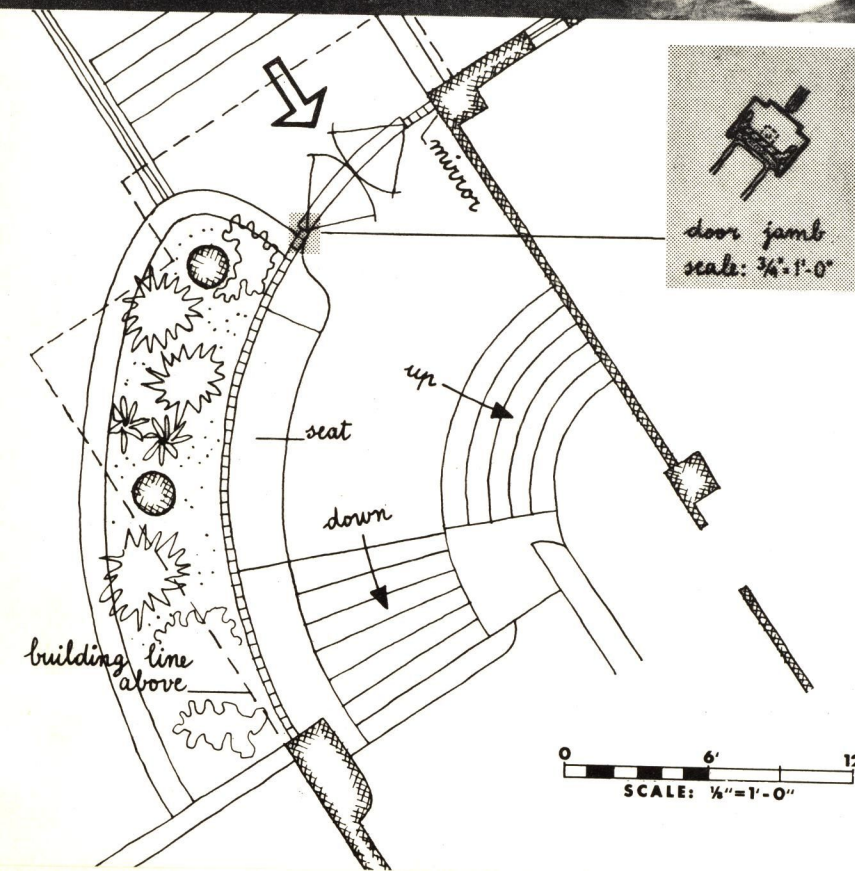 mirror
door jamb
scale: ¾"=1'-0"
up
seat
down
building line
above
0 6' 12
SCALE: ⅛"=1'-0"